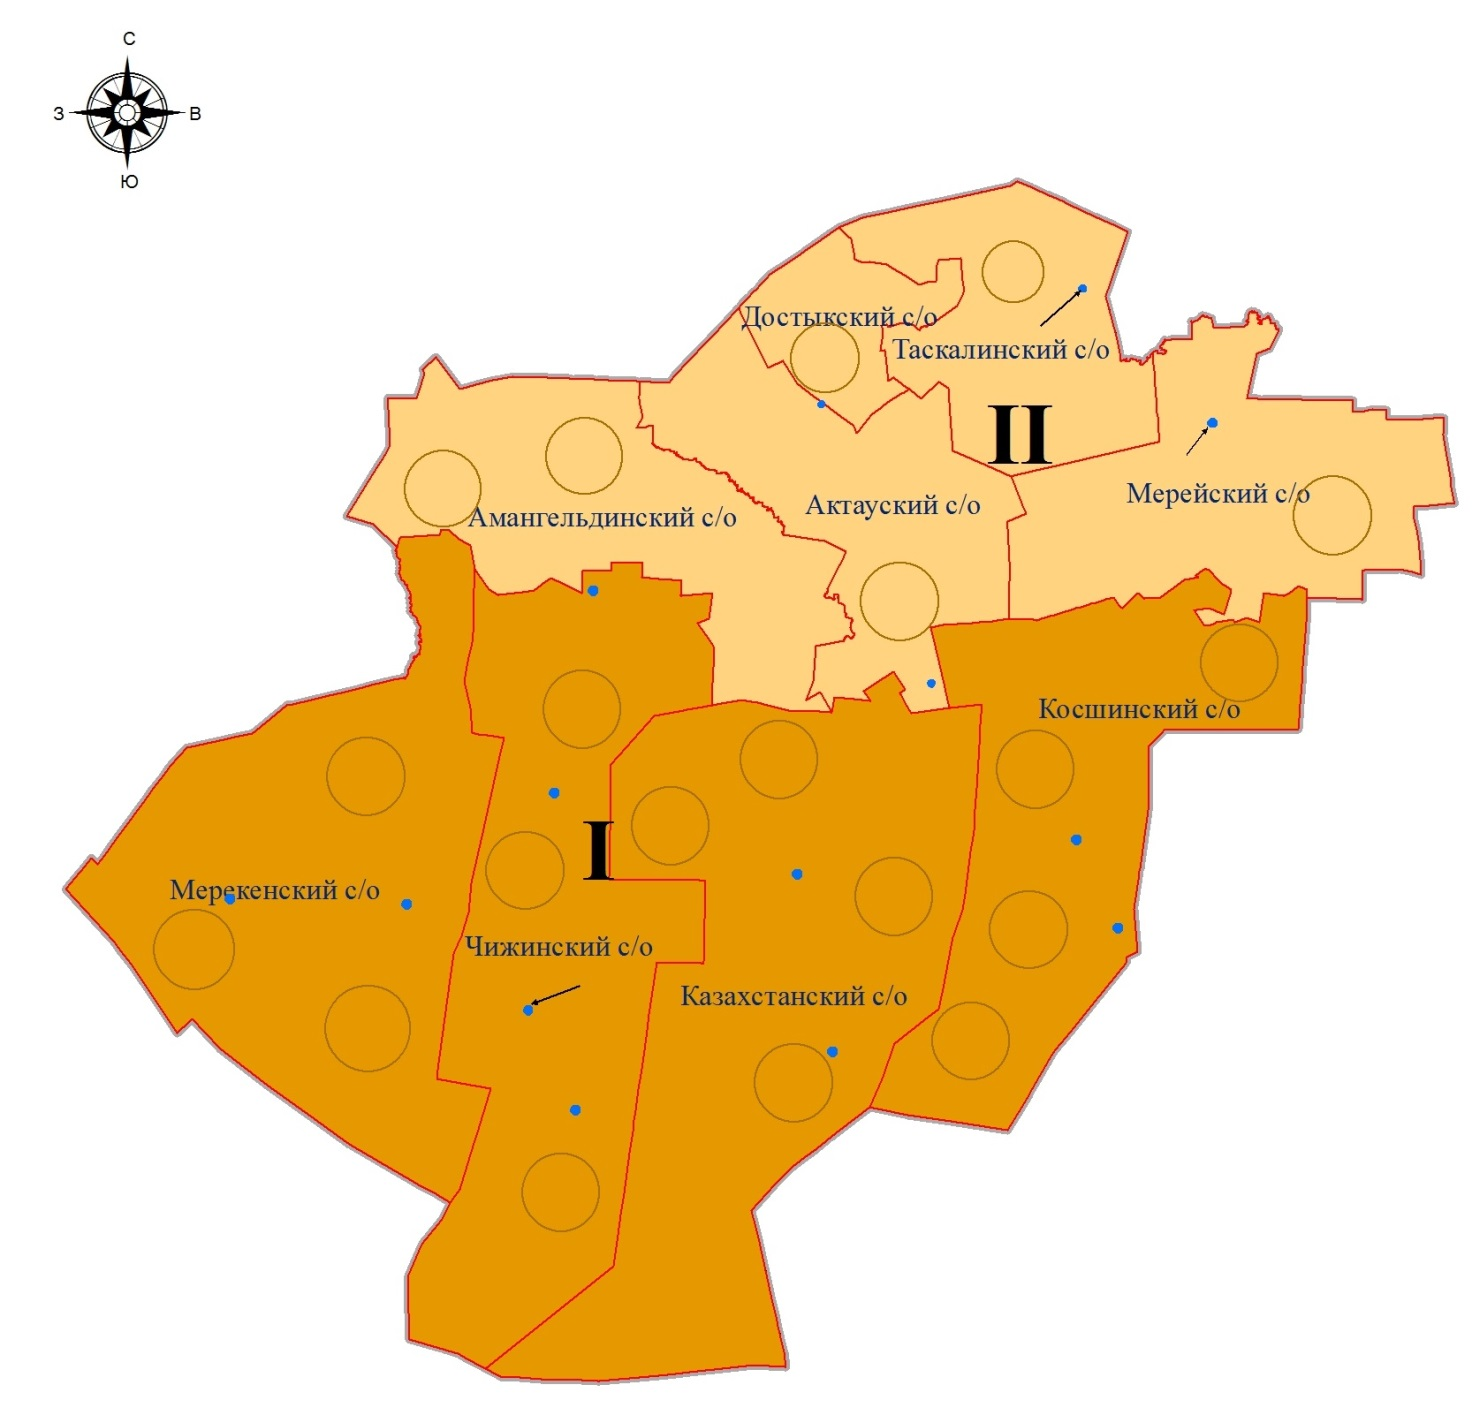 С
З
В
Ю
Достыкский с/о
Таскалинский с/о
II
Мерейский с/о
Актауский с/о
Амангельдинский с/о
Косшинский с/о
I
Мерекенский с/о
Чижинский с/о
Казахстанский с/о